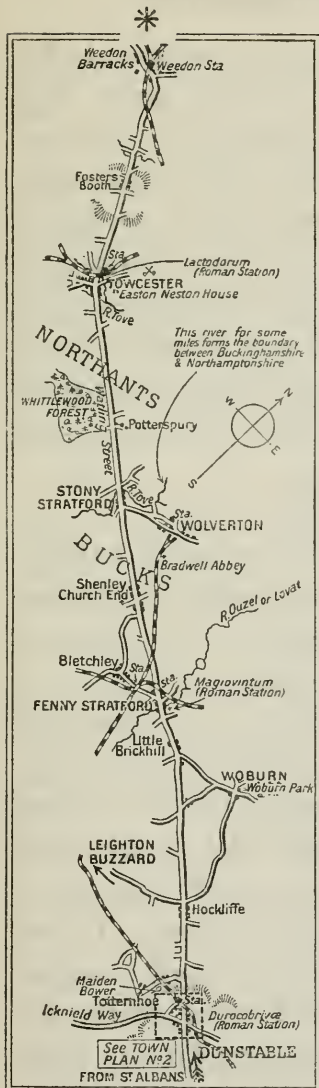 Weedon
Barracks
Weedon Sta
Fosters
Booth
Sta.
Lactodorum
(Roman Station)
TOWCESTER
Easton Neston House
R. Tove
This river for some
miles forms the boundary
between Buckinghamshire
& Northamptonshire
NORTHANTS
WHITTLEWOOD
FOREST
Watling Street
Potterspury
N
W
E
S
STONY
STRATFORD
R. Tove
Sta.
WOLVERTON
BUCKS
Bradwell Abbey
Shenley
Church End
R. Ouzel or Lovat
Bletchley
Sta.
Sta.
Magiovintum
(Roman Station)
FENNY STRATFORD
Little
Brickhill
WOBURN
Woburn Park
LEIGHTON
BUZZARD
Hockliffe
Maiden
Bower
Totternhoe
Sta.
Icknield Way
Durocobrivæ
(Roman Station)
See TOWN
PLAN Nº2
DUNSTABLE
FROM ST ALBANS